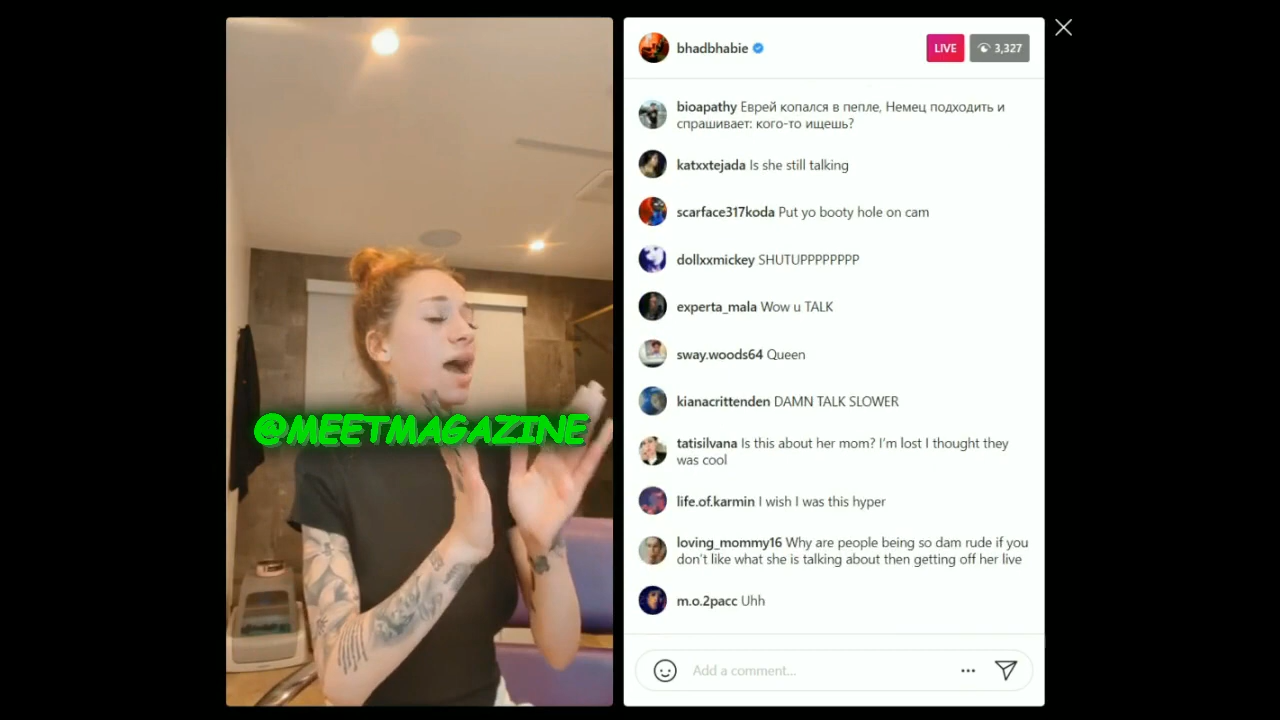 bhadbhabie
LIVE
3,327
bioapathy Еврей копался в пепле, Немец подходить и
спрашивает: кого-то ищешь?
katxxtejada Is she still talking
scarface317koda Put yo booty hole on cam
dollxxmickey SHUTUPPPPPPPP
experta_mala Wow u TALK
sway.woods64 Queen
kianacrittenden DAMN TALK SLOWER
@MEETMAGAZINE
tatisilvana Is this about her mom? I'm lost I thought they
was cool
life.of.karmin I wish I was this hyper
loving_mommy16 Why are people being so dam rude if you
don't like what she is talking about then getting off her live
m.o.2pacc Uhh
Add a comment...